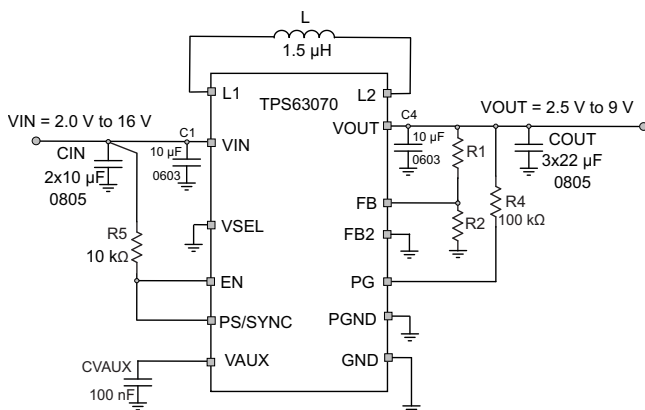 L
1.5 µH
L1
TPS63070
L2
VIN = 2.0 V to 16 V
VOUT = 2.5 V to 9 V
C1
VIN
10 µF
0603
CIN
2x10 µF
0805
VOUT
C4
10 µF
0603
R1
COUT
3x22 µF
0805
FB
R2
R4
100 kΩ
VSEL
FB2
R5
10 kΩ
EN
PG
PS/SYNC
PGND
VAUX
GND
CVAUX
100 nF